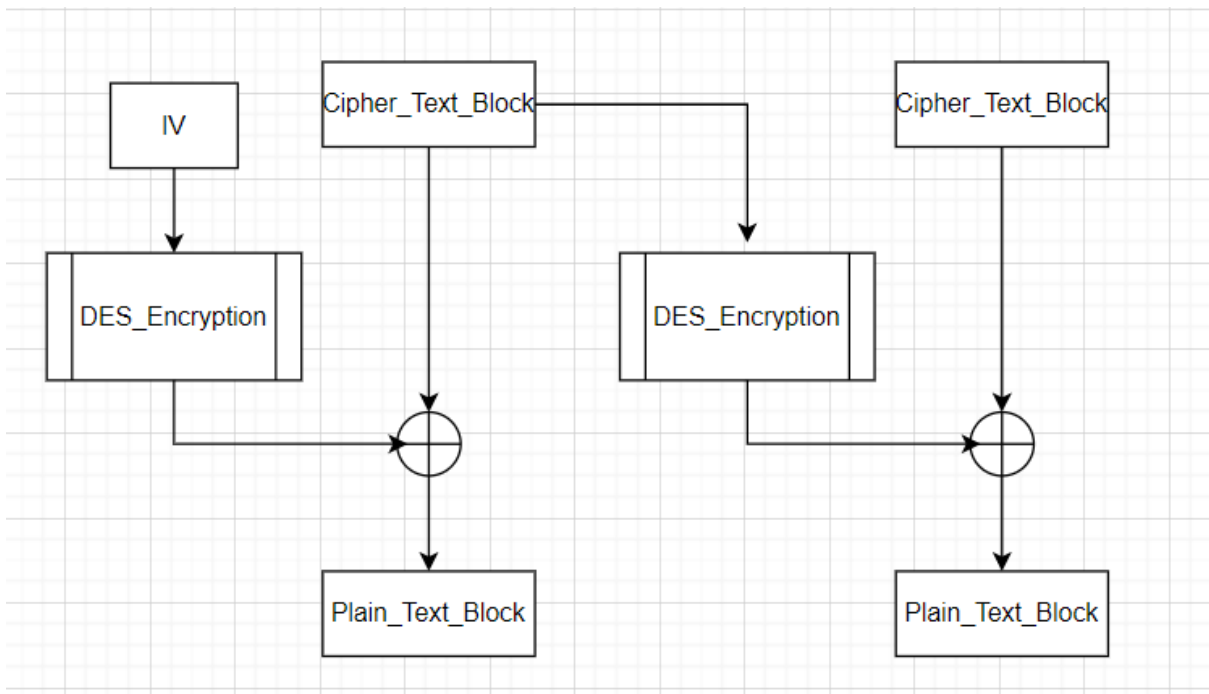 Cipher_Text_Block
Cipher_Text_Block
IV
DES_Encryption
DES_Encryption
Plain_Text_Block
Plain_Text_Block